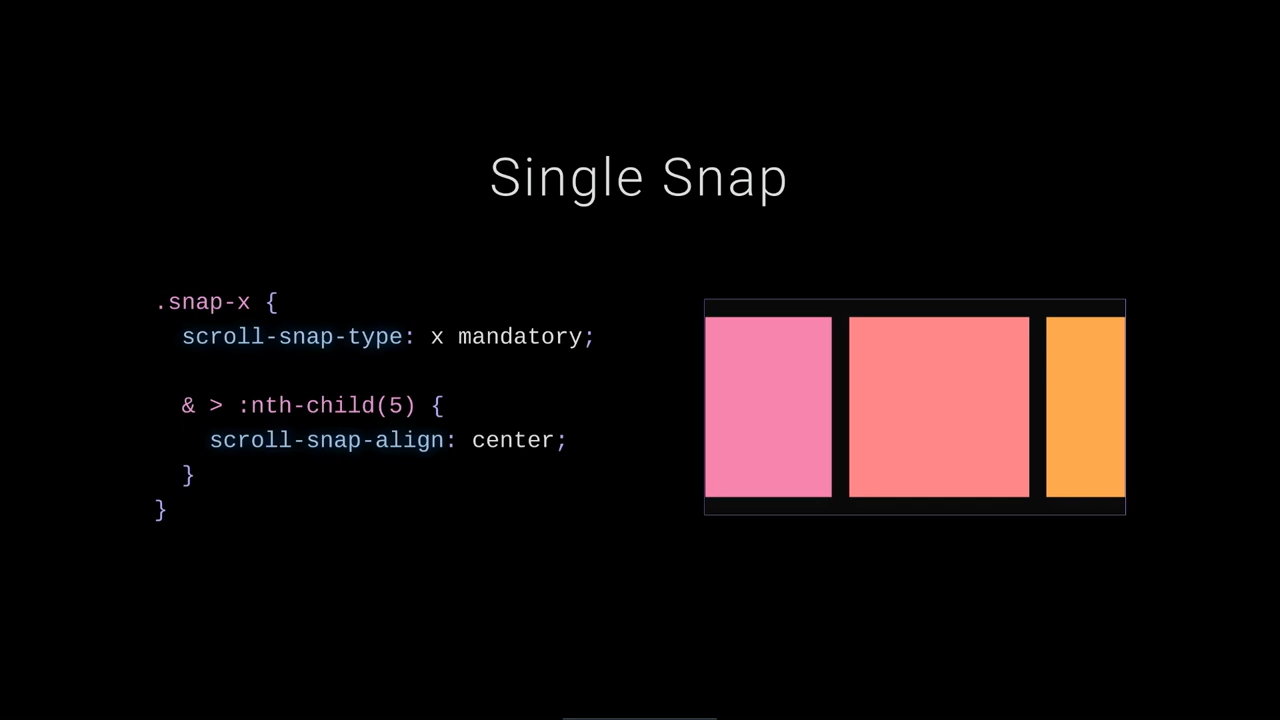 Single Snap
.snap-x {
  scroll-snap-type: x mandatory;
  & > :nth-child(5) {
    scroll-snap-align: center;
  }
}